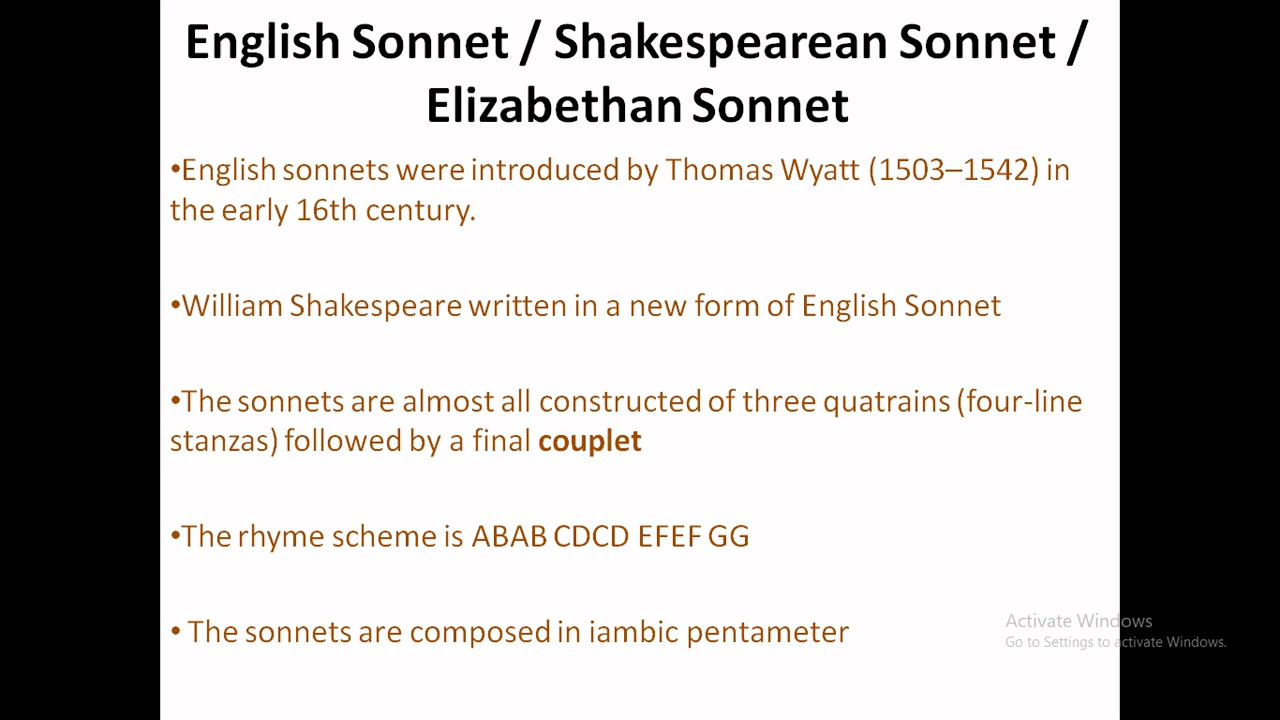 English Sonnet / Shakespearean Sonnet /
Elizabethan Sonnet
•English sonnets were introduced by Thomas Wyatt (1503–1542) in
the early 16th century.
•William Shakespeare written in a new form of English Sonnet
•The sonnets are almost all constructed of three quatrains (four-line
stanzas) followed by a final couplet
•The rhyme scheme is ABAB CDCD EFEF GG
• The sonnets are composed in iambic pentameter
Activate Windows
Go to Settings to activate Windows.